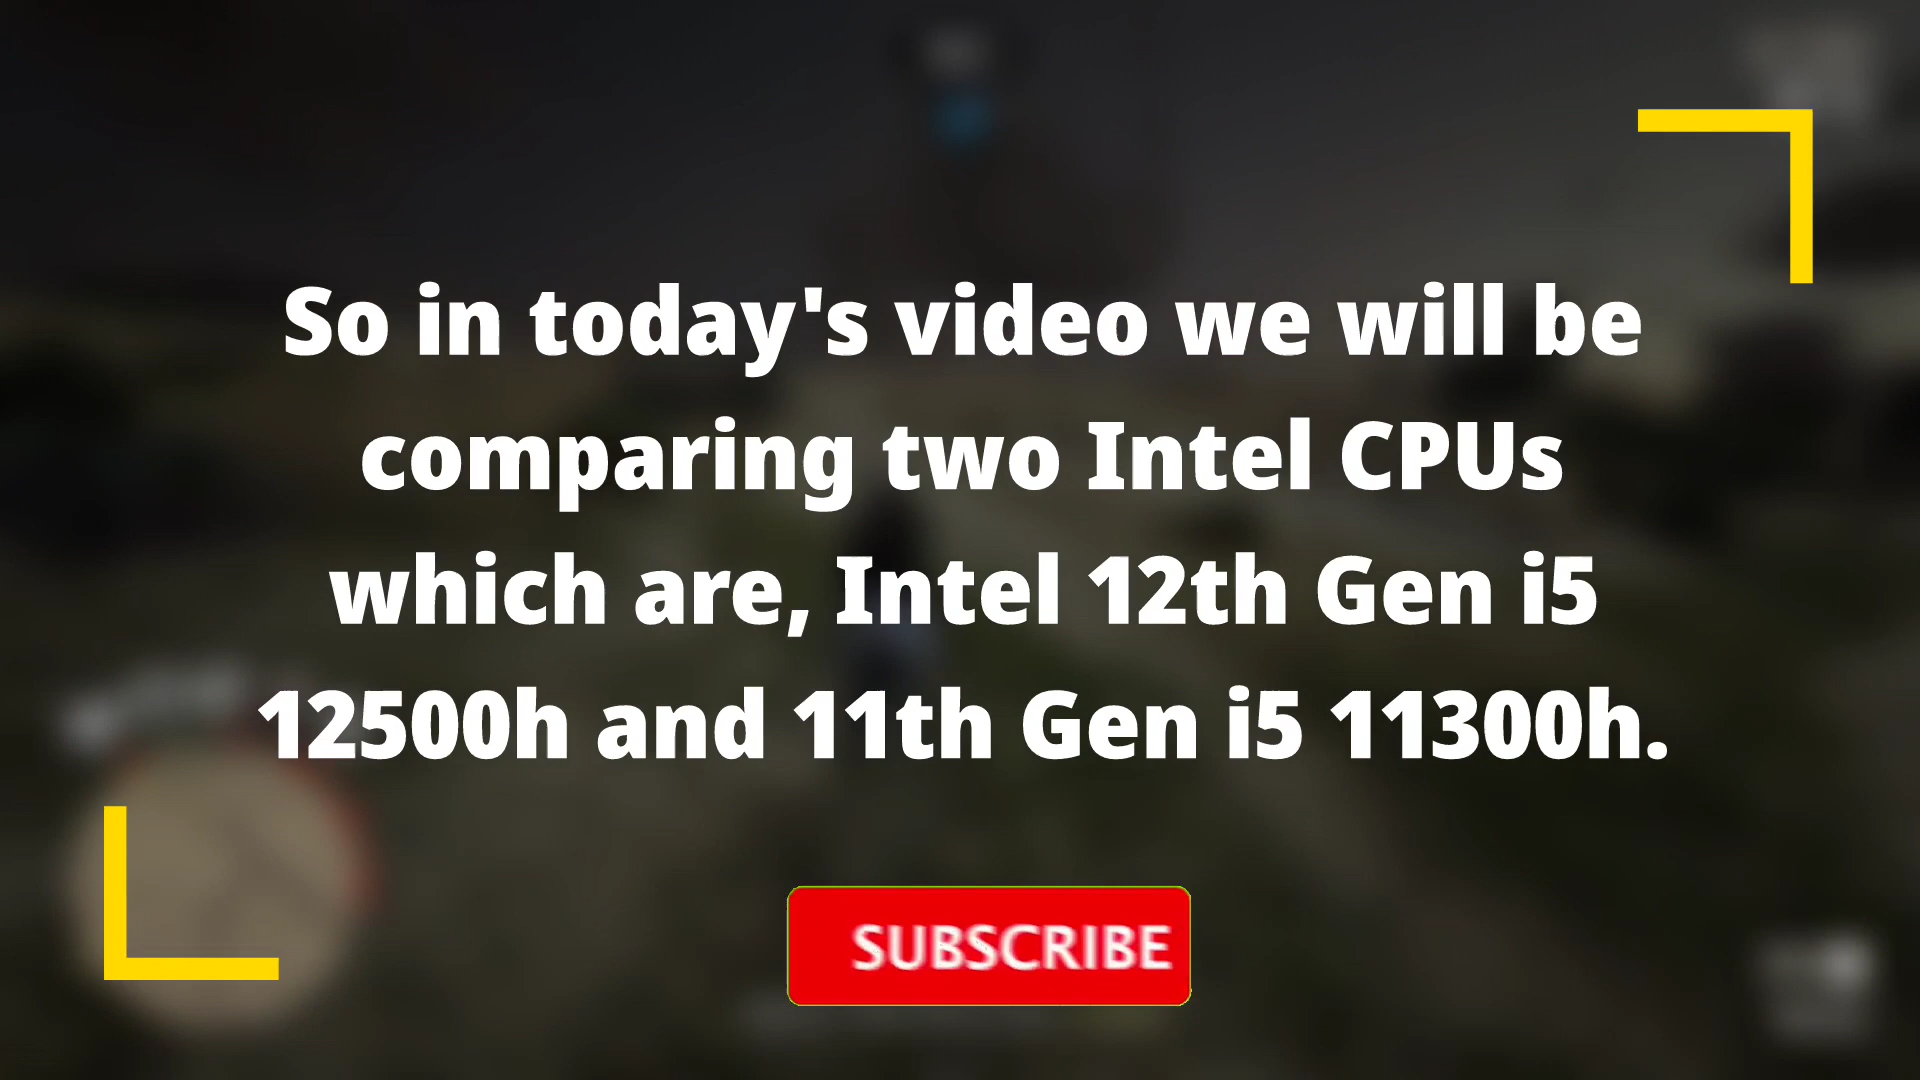 So in today's video we will be
comparing two Intel CPUs
which are, Intel 12th Gen i5
12500h and 11th Gen i5 11300h.
SUBSCRIBE